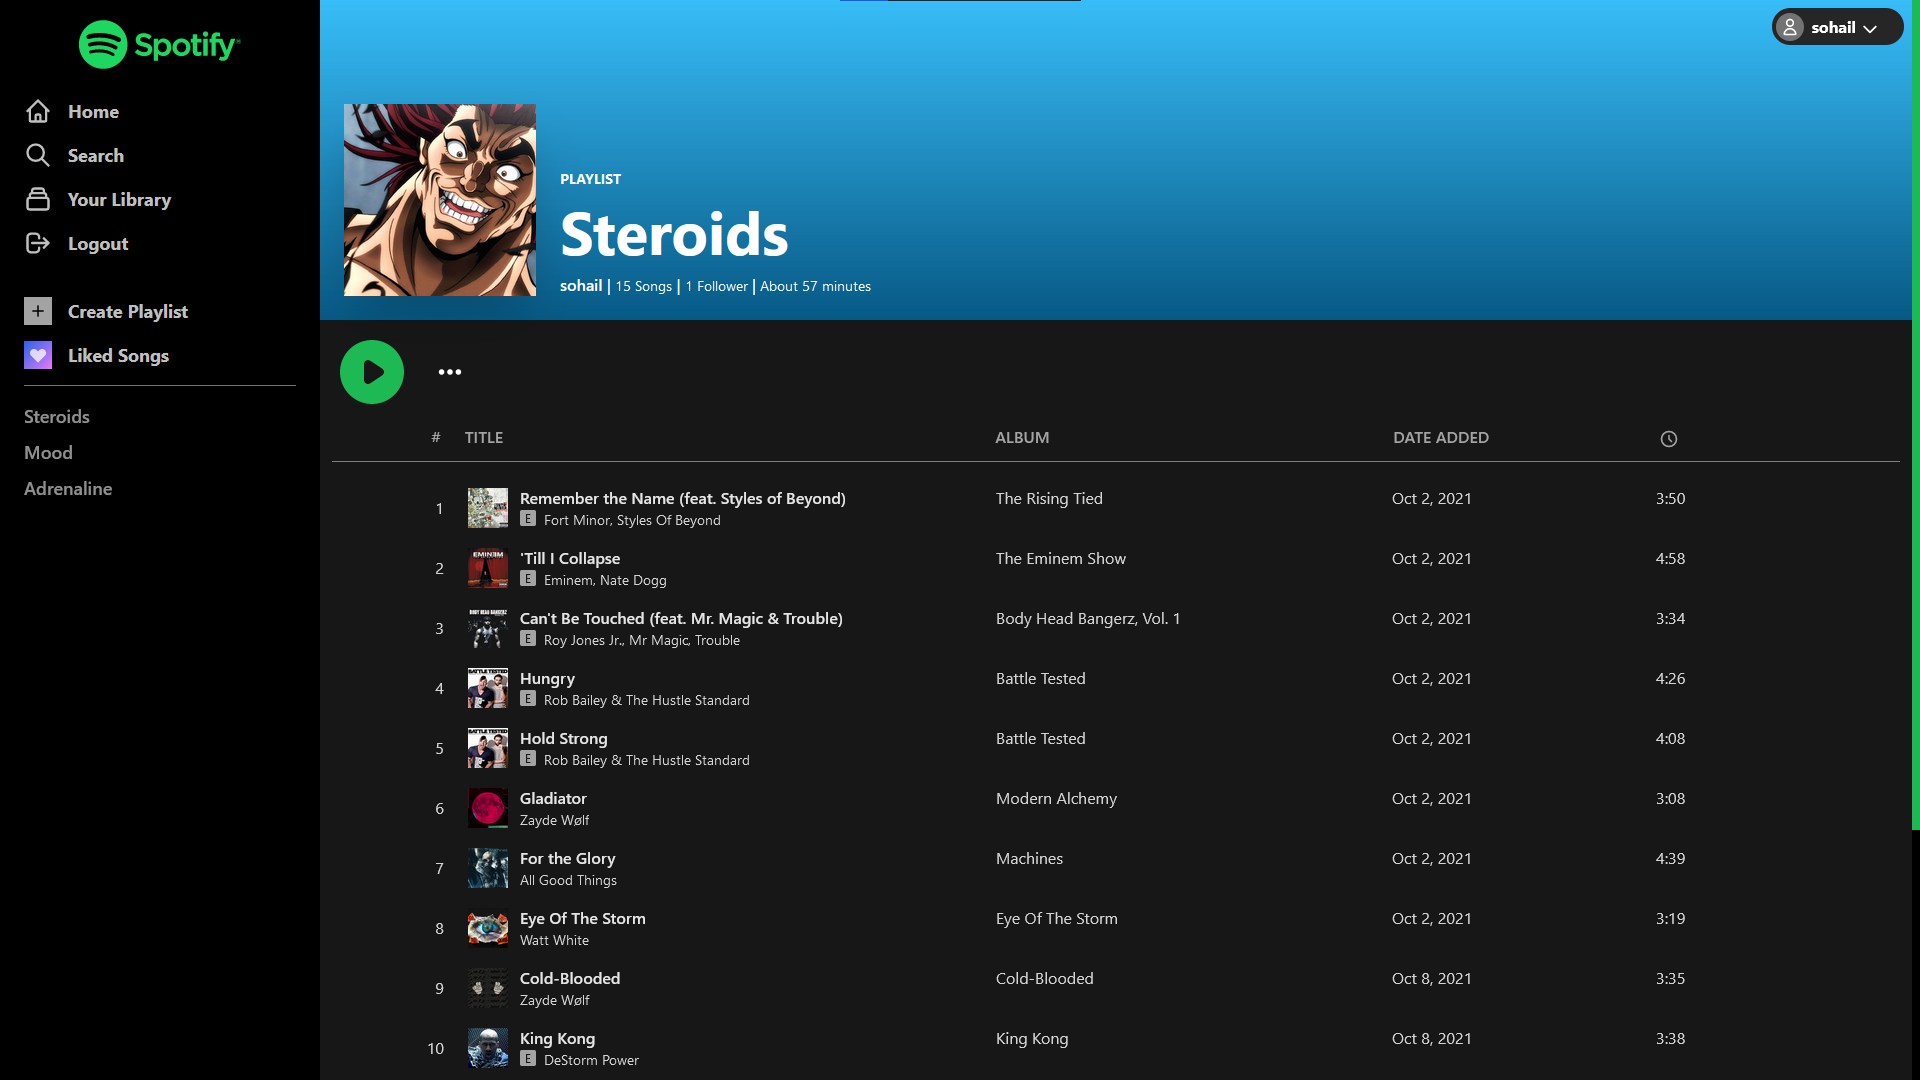 Spotify
Home
Search
Your Library
Logout
Create Playlist
Liked Songs
Steroids
Mood
Adrenaline
sohail
PLAYLIST
Steroids
sohail | 15 Songs | 1 Follower | About 57 minutes
# TITLE ALBUM DATE ADDED
1 Remember the Name (feat. Styles of Beyond) The Rising Tied Oct 2, 2021 3:50
E Fort Minor, Styles Of Beyond
2 'Till I Collapse The Eminem Show Oct 2, 2021 4:58
E Eminem, Nate Dogg
3 Can't Be Touched (feat. Mr. Magic & Trouble) Body Head Bangerz, Vol. 1 Oct 2, 2021 3:34
E Roy Jones Jr., Mr Magic, Trouble
4 Hungry Battle Tested Oct 2, 2021 4:26
E Rob Bailey & The Hustle Standard
5 Hold Strong Battle Tested Oct 2, 2021 4:08
E Rob Bailey & The Hustle Standard
6 Gladiator Modern Alchemy Oct 2, 2021 3:08
Zayde Wølf
7 For the Glory Machines Oct 2, 2021 4:39
All Good Things
8 Eye Of The Storm Eye Of The Storm Oct 2, 2021 3:19
Watt White
9 Cold-Blooded Cold-Blooded Oct 8, 2021 3:35
Zayde Wølf
10 King Kong King Kong Oct 8, 2021 3:38
E DeStorm Power